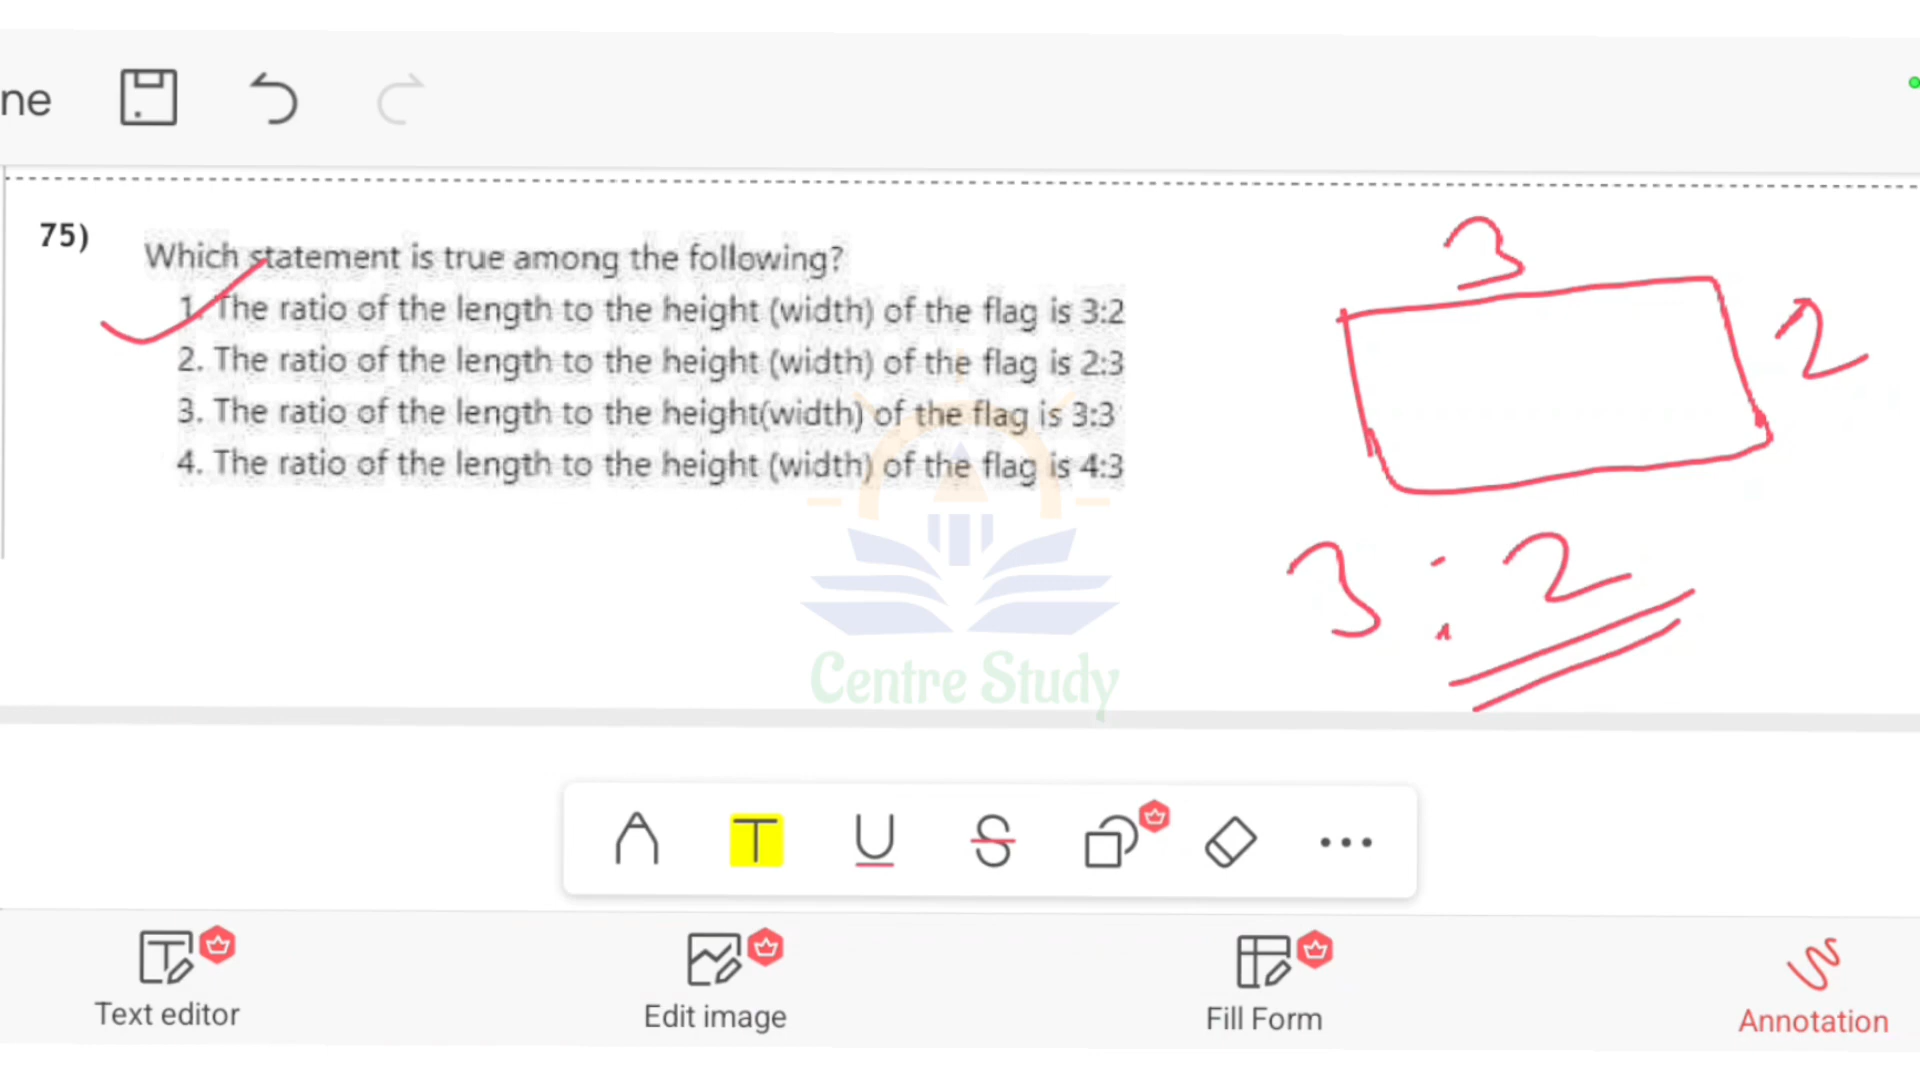 ne
75)
Which statement is true among the following?
1. The ratio of the length to the height (width) of the flag is 3:2
2. The ratio of the length to the height (width) of the flag is 2:3
3. The ratio of the length to the height(width) of the flag is 3:3
4. The ratio of the length to the height (width) of the flag is 4:3
3
2
3 : 2
Centre Study
Text editor
Edit image
Fill Form
Annotation